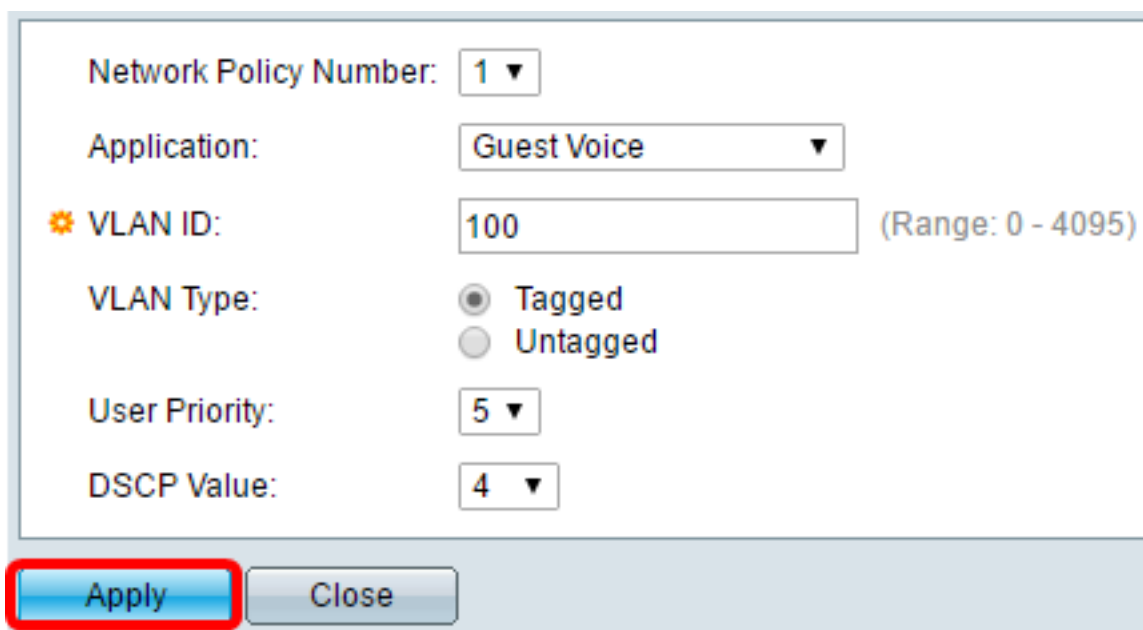 Network Policy Number: 1
Application: Guest Voice
VLAN ID: 100 (Range: 0 - 4095)
VLAN Type: Tagged
Untagged
User Priority: 5
DSCP Value: 4
Apply Close